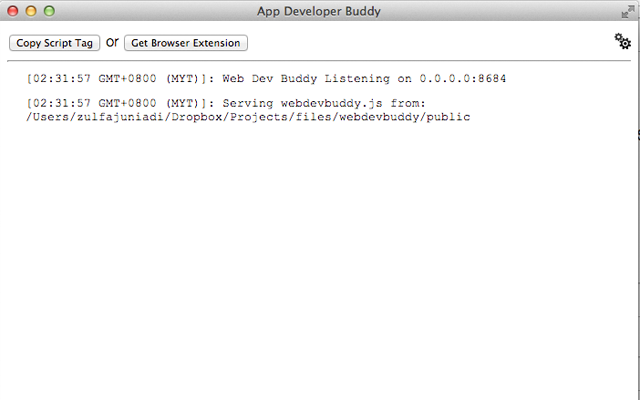 App Developer Buddy
Copy Script Tag Or Get Browser Extension
[02:31:57 GMT+0800 (MYT)]: Web Dev Buddy Listening on 0.0.0.0:8684
[02:31:57 GMT+0800 (MYT)]: Serving webdevbuddy.js from:
/Users/zulfajuniadi/Dropbox/Projects/files/webdevbuddy/public